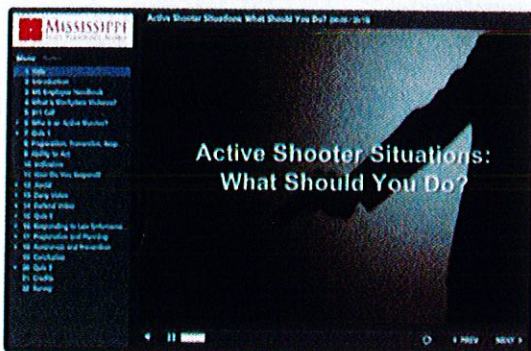 MISSISSIPPI
Active Shooter Situations: What Should You Do?
Menu
1 Title
2 Introduction
3 MS Employee Handbook
4 What is Workplace Violence?
5 911 Call
6 Who is an Active Shooter?
7 Quiz 1
8 Preparation, Prevention, Resp
9 Ability to Act
10 Indicators
11 How Do You Respond?
12 Avoid
13 Deny Video
14 Defend Video
15 Quiz 2
16 Responding to Law Enforceme
17 Preparation and Planning
18 Awareness and Prevention
19 Conclusion
20 Quiz 3
21 Credits
22 Survey
Active Shooter Situations:
What Should You Do?
PREV
NEXT